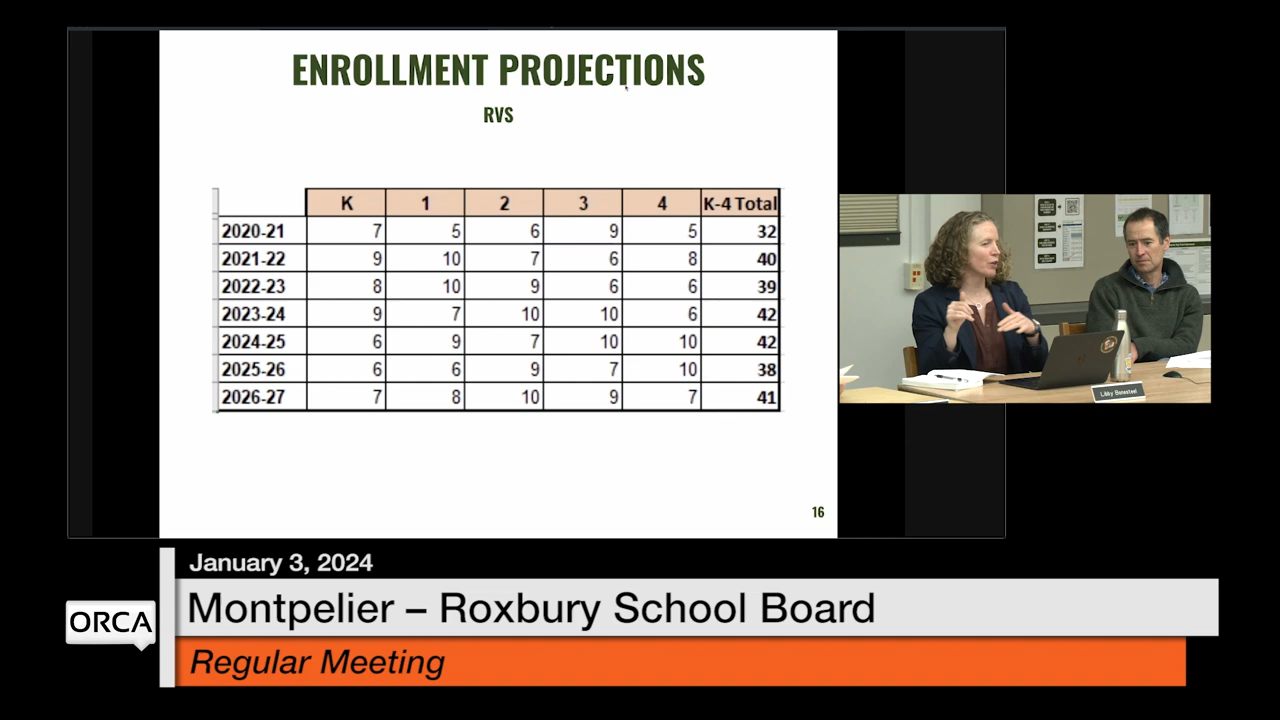 ENROLLMENT PROJECTIONS
RVS
K 1 2 3 4 K-4 Total
2020-21 7 5 6 9 5 32
2021-22 9 10 7 6 8 40
2022-23 8 10 9 6 6 39
2023-24 9 7 10 10 6 42
2024-25 6 9 7 10 10 42
2025-26 6 6 9 7 10 38
2026-27 7 8 10 9 7 41
16
Libby Bonesteel
January 3, 2024
ORCA
Montpelier – Roxbury School Board
Regular Meeting